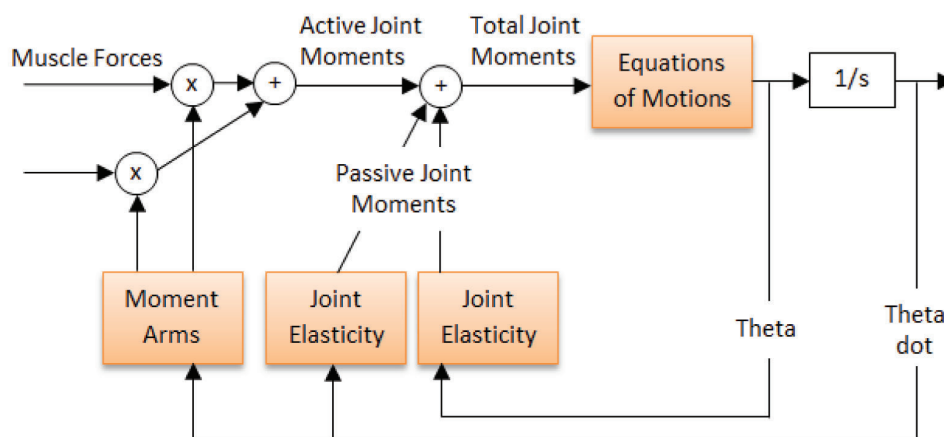 Muscle Forces
x
+
Active Joint
Moments
+
Total Joint
Moments
Equations
of Motions
1/s
x
Passive Joint
Moments
Moment
Arms
Joint
Elasticity
Joint
Elasticity
Theta
Theta
dot